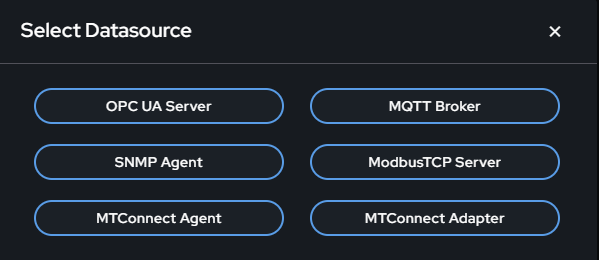 Select Datasource
OPC UA Server
MQTT Broker
SNMP Agent
ModbusTCP Server
MTConnect Agent
MTConnect Adapter